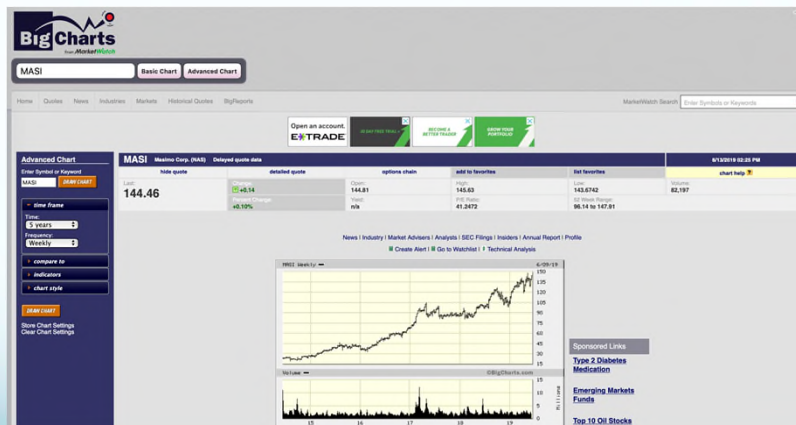 BigCharts
from MarketWatch
MASI
Basic Chart
Advanced Chart
Home Quotes News Industries Markets Historical Quotes BigReports
MarketWatch Search Enter Symbols or Keywords
Open an account.
E*TRADE
BECOME A
BETTER TRADER
GROW YOUR
PORTFOLIO
Advanced Chart
Enter Symbol or Keyword
MASI DRAW CHART
time frame
Time:
5 years
Frequency:
Weekly
compare to
indicators
chart style
DRAW CHART
Store Chart Settings
Clear Chart Settings
MASI Masimo Corp. (NAS) Delayed quote data 6/13/2019 02:25 PM
hide quote detailed quote options chain add to favorites list favorites chart help ?
Last: Change: Open: High: Low: Volume:
144.46 +0.14 144.81 145.63 143.6742 82,197
Percent Change: Yield: P/E Ratio: 52 Week Range:
+0.10% n/a 41.2472 96.14 to 147.91
News | Industry | Market Advisers | Analysts | SEC Filings | Insiders | Annual Report | Profile
Create Alert | Go to Watchlist | Technical Analysis
MASI Weekly 6/09/19
150
135
120
105
90
75
60
45
30
15
Volume ©BigCharts.com
15
10
5
0
Millions
15 16 17 18 19
Sponsored Links
Type 2 Diabetes
Medication
Emerging Markets
Funds
Top 10 Oil Stocks